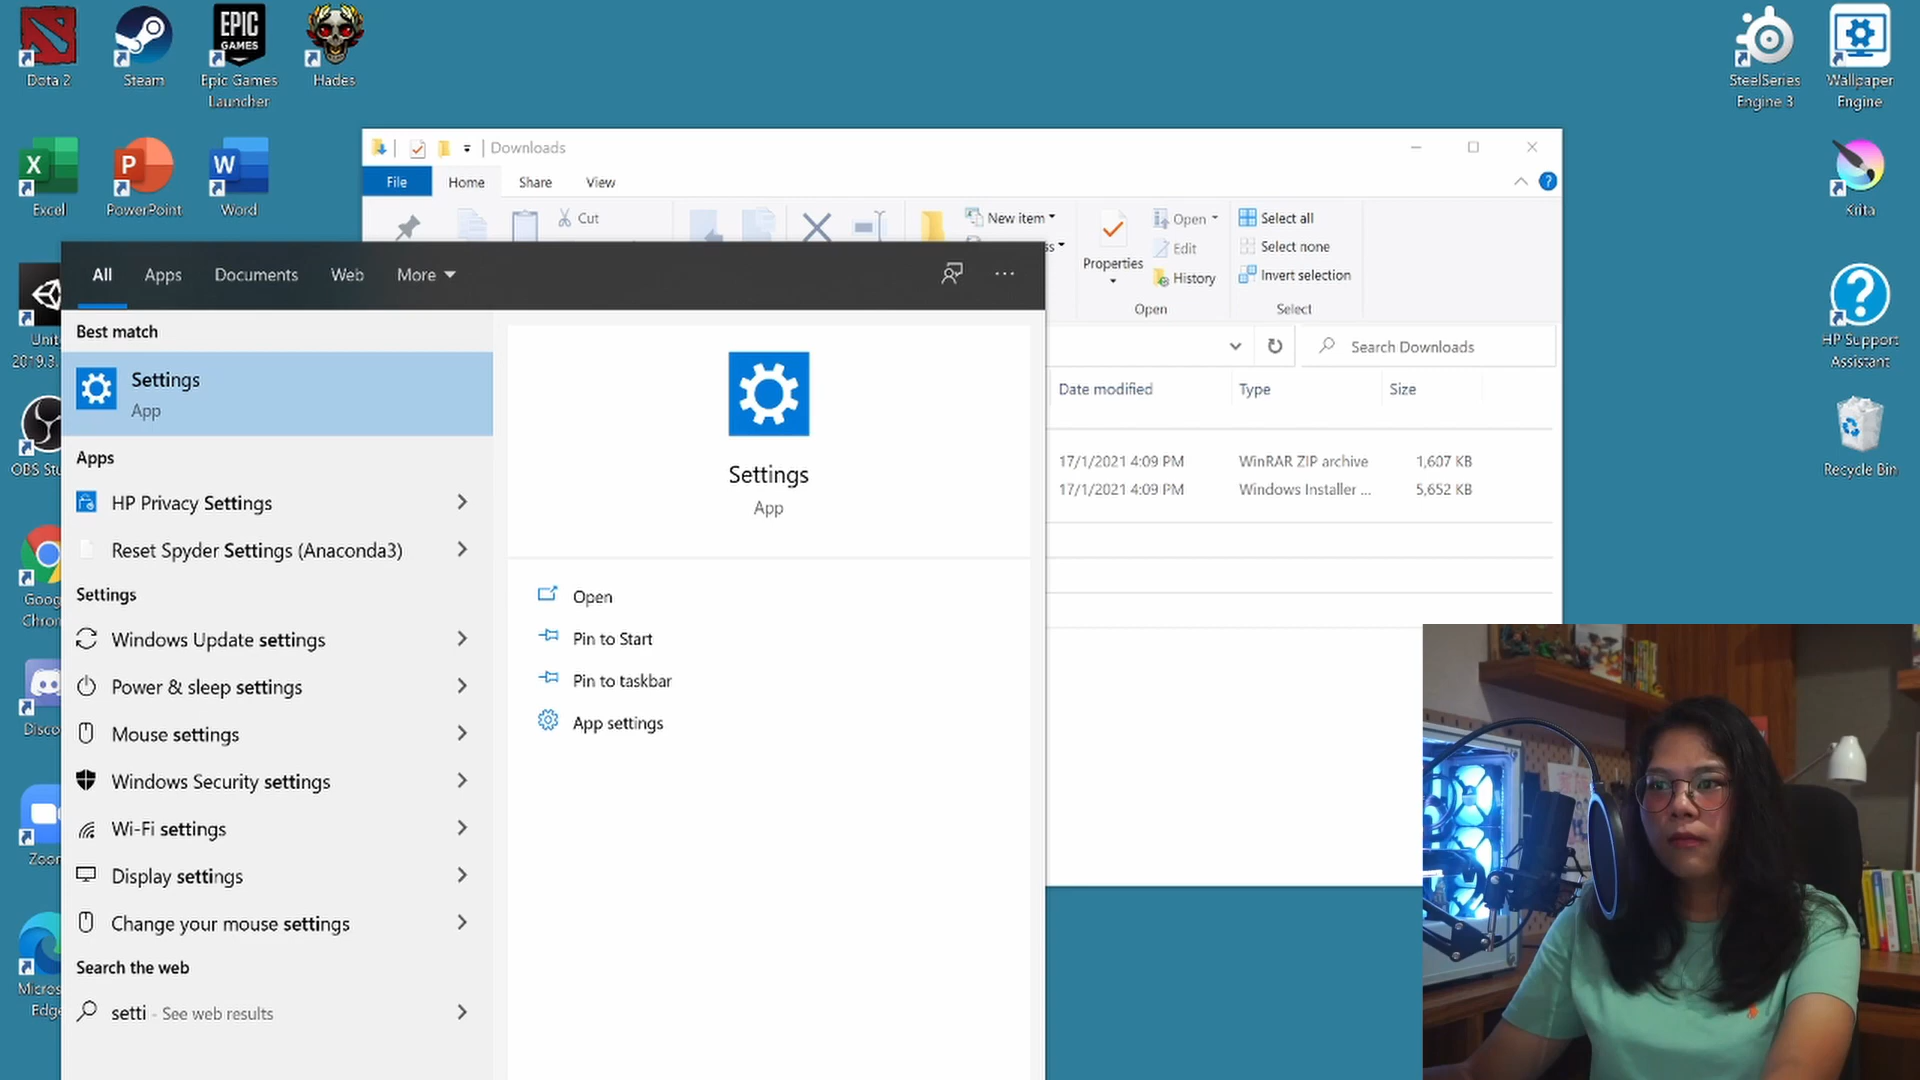 Dota 2
Steam
EPIC
GAMES
Epic Games
Launcher
Hades
SteelSeries
Engine 3
Wallpaper
Engine
Excel
PowerPoint
Word
Krita
HP Support
Assistant
Recycle Bin
Downloads
File Home Share View
Cut
New item
Properties
Open
Edit
History
Open
Select all
Select none
Invert selection
Select
Search Downloads
Date modified Type Size
17/1/2021 4:09 PM WinRAR ZIP archive 1,607 KB
17/1/2021 4:09 PM Windows Installer ... 5,652 KB
All Apps Documents Web More
Best match
Settings
App
Apps
HP Privacy Settings
Reset Spyder Settings (Anaconda3)
Settings
Windows Update settings
Power & sleep settings
Mouse settings
Windows Security settings
Wi-Fi settings
Display settings
Change your mouse settings
Search the web
setti - See web results
Settings
App
Open
Pin to Start
Pin to taskbar
App settings
Unit
2019.3.
OBS Stu
Goog
Chro
Disco
Zoo
Micros
Edge